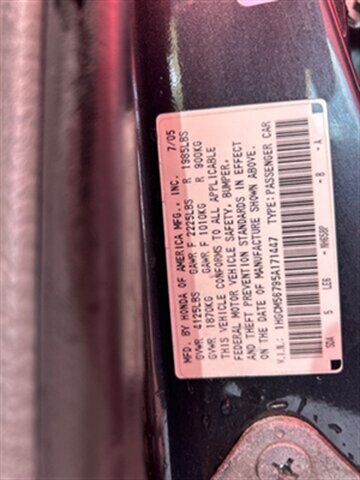 MFD. BY HONDA OF AMERICA MFG., INC. 7/05
GVWR 4125LBS GAWR F 2225LBS R 1985LBS
GVWR 1870KG GAWR F 1010KG R 900KG
THIS VEHICLE CONFORMS TO ALL APPLICABLE
FEDERAL MOTOR VEHICLE SAFETY, BUMPER,
AND THEFT PREVENTION STANDARDS IN EFFECT
ON THE DATE OF MANUFACTURE SHOWN ABOVE.
V.I.N.: 1HGCM56795A171447 TYPE: PASSENGER CAR
SDA 5 LE6 NH658P - B - A